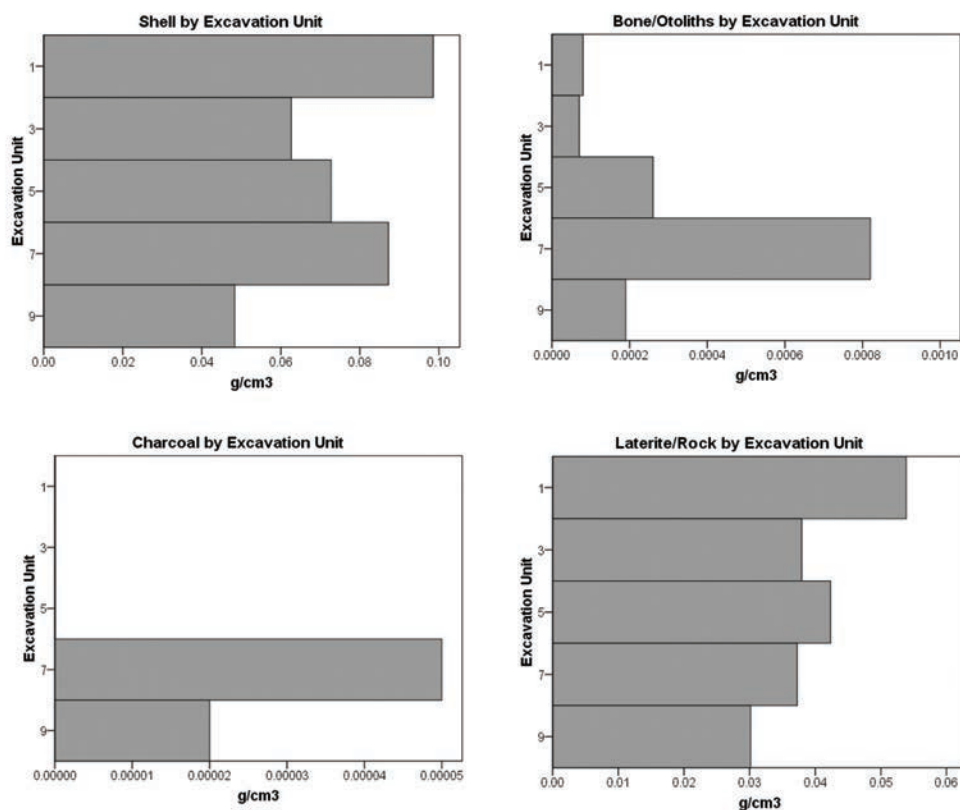 Shell by Excavation Unit
Excavation Unit
1
3
5
7
9
0.00 0.02 0.04 0.06 0.08 0.10
g/cm3
Bone/Otoliths by Excavation Unit
Excavation Unit
1
3
5
7
9
0.0000 0.0002 0.0004 0.0006 0.0008 0.0010
g/cm3
Charcoal by Excavation Unit
Excavation Unit
1
3
5
7
9
0.00000 0.00001 0.00002 0.00003 0.00004 0.00005
g/cm3
Laterite/Rock by Excavation Unit
Excavation Unit
1
3
5
7
9
0.00 0.01 0.02 0.03 0.04 0.05 0.06
g/cm3